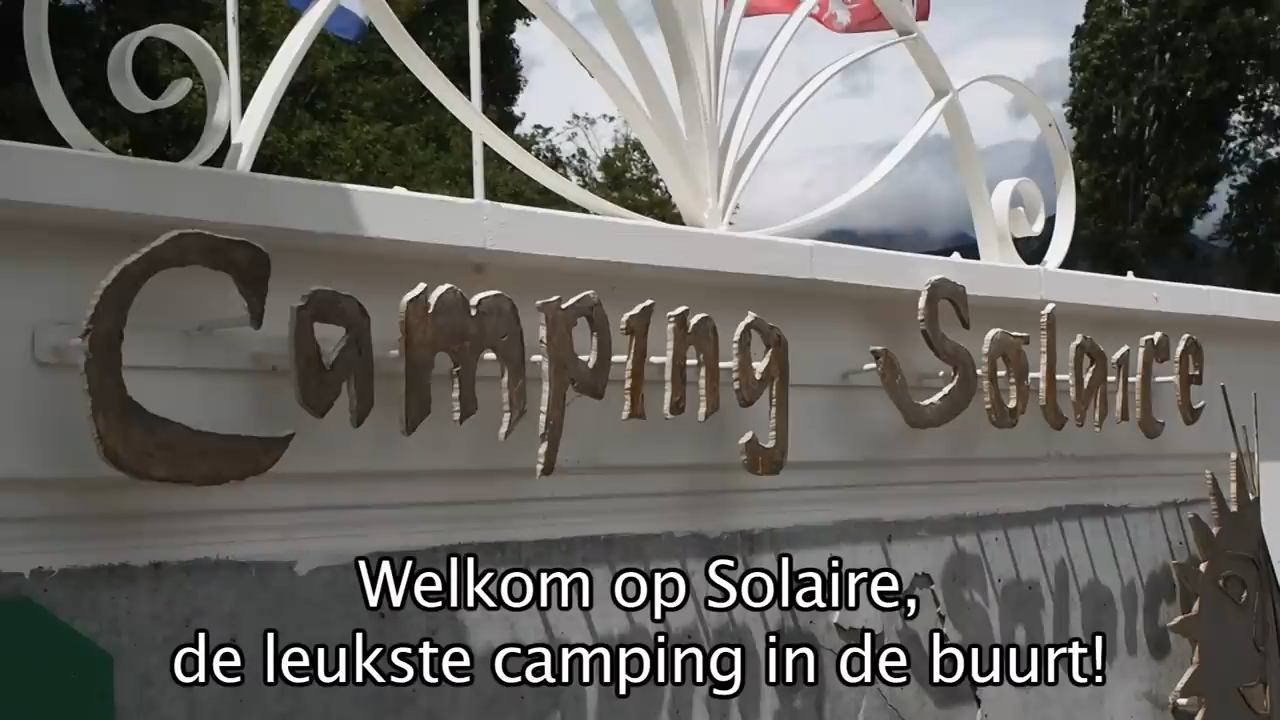 Camping Solaire
Welkom op Solaire,
de leukste camping in de buurt!